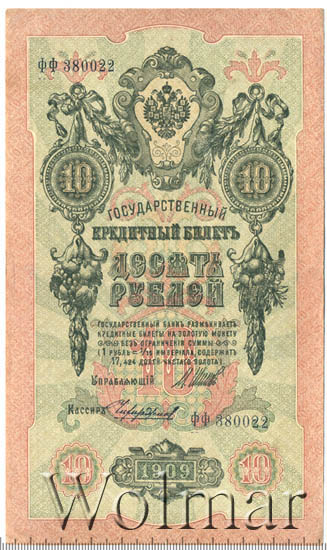 ФФ 380022
10 10
ГОСУДАРСТВЕННЫЙ
КРЕДИТНЫЙ БИЛЕТЪ
ДЕСЯТЬ
РУБЛЕЙ
ГОСУДАРСТВЕННЫЙ БАНКЪ РАЗМѢНИВАЕТЪ
КРЕДИТНЫЕ БИЛЕТЫ НА ЗОЛОТУЮ МОНЕТУ
БЕЗЪ ОГРАНИЧЕНІЯ СУММЫ
(1 РУБЛЬ = 1/15 ИМПЕРІАЛА, СОДЕРЖИТЪ
17,424 ДОЛЕЙ ЧИСТАГО ЗОЛОТА).
10
Управляющій
Кассиръ
ФФ 380022
10 1909 10
Wolmar